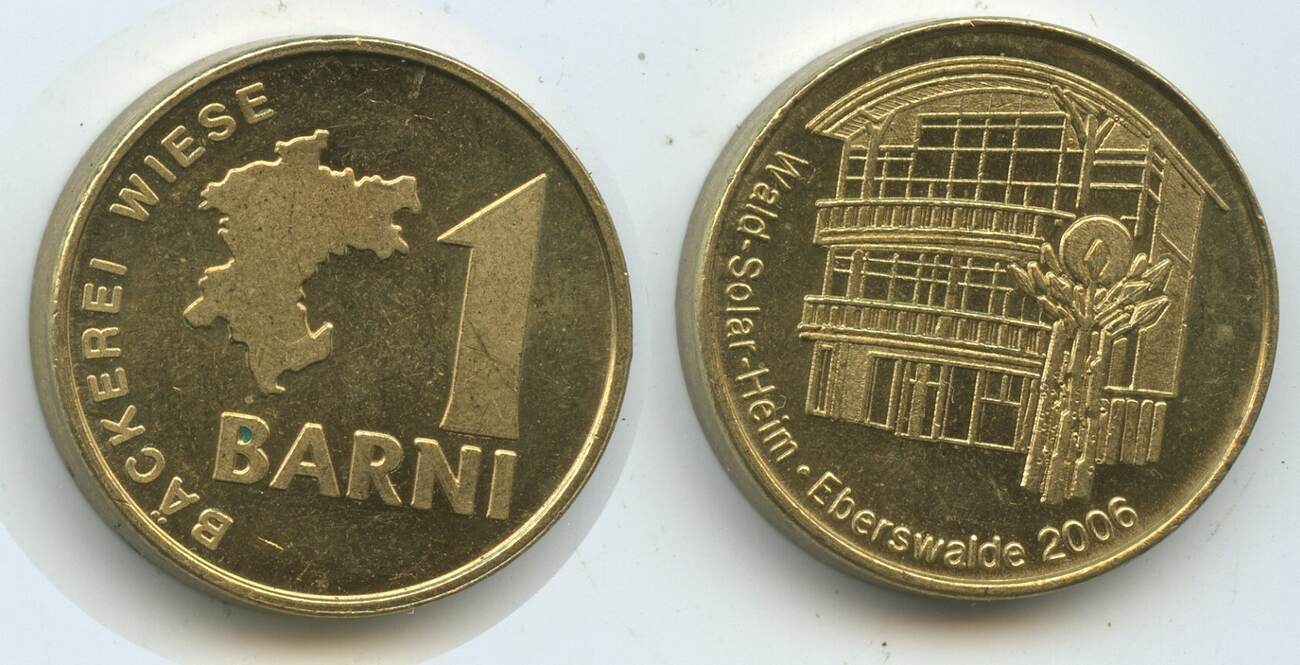 BÄCKEREI WIESE
1
BARNI
Wald-Solar-Heim · Eberswalde 2006